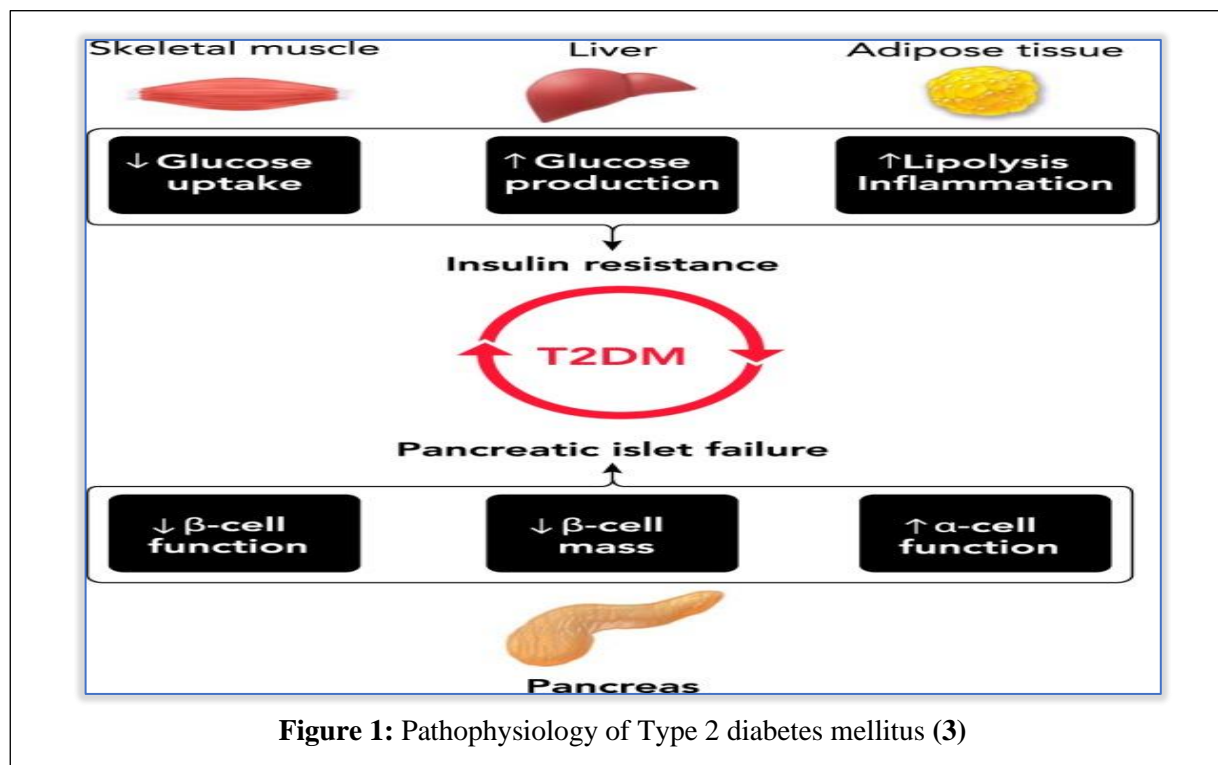 Skeletal muscle
Liver
Adipose tissue
↓ Glucose
uptake
↑ Glucose
production
↑Lipolysis
Inflammation
Insulin resistance
T2DM
Pancreatic islet failure
↓ β-cell
function
↓ β-cell
mass
↑ α-cell
function
Pancreas
Figure 1: Pathophysiology of Type 2 diabetes mellitus (3)